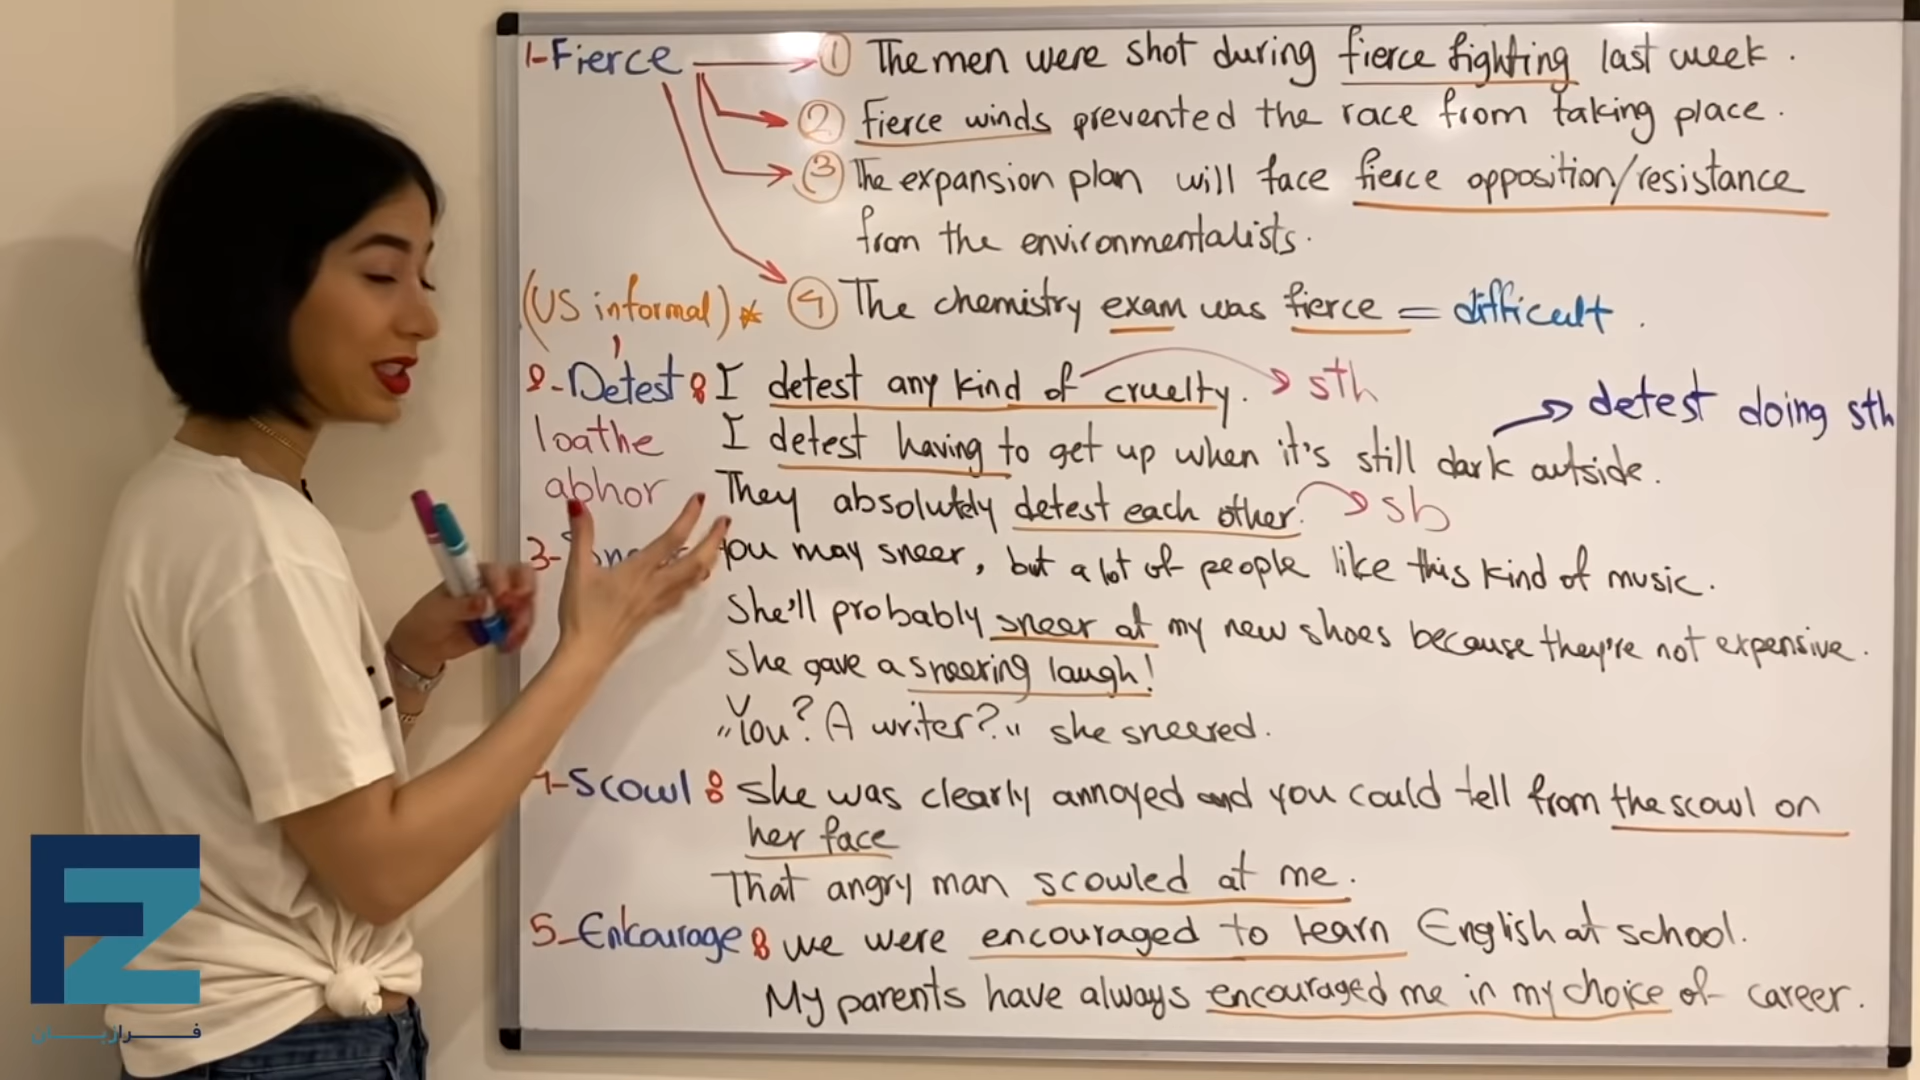 1-Fierce ① The men were shot during fierce fighting last week.
② Fierce winds prevented the race from taking place.
③ The expansion plan will face fierce opposition/resistance
from the environmentalists.
(US informal) * ④ The chemistry exam was fierce = difficult.
2-Detest: I detest any kind of cruelty. → sth
→ detest doing sth
loathe I detest having to get up when it's still dark outside.
abhor They absolutely detest each other. → sb
3- You may sneer, but a lot of people like this kind of music.
She'll probably sneer at my new shoes because they're not expensive.
She gave a sneering laugh!
"You? A writer?" she sneered.
4-Scowl: She was clearly annoyed and you could tell from the scowl on
her face
That angry man scowled at me.
5-Encourage: we were encouraged to learn English at school.
My parents have always encouraged me in my choice of career.
FZ
فرازبان